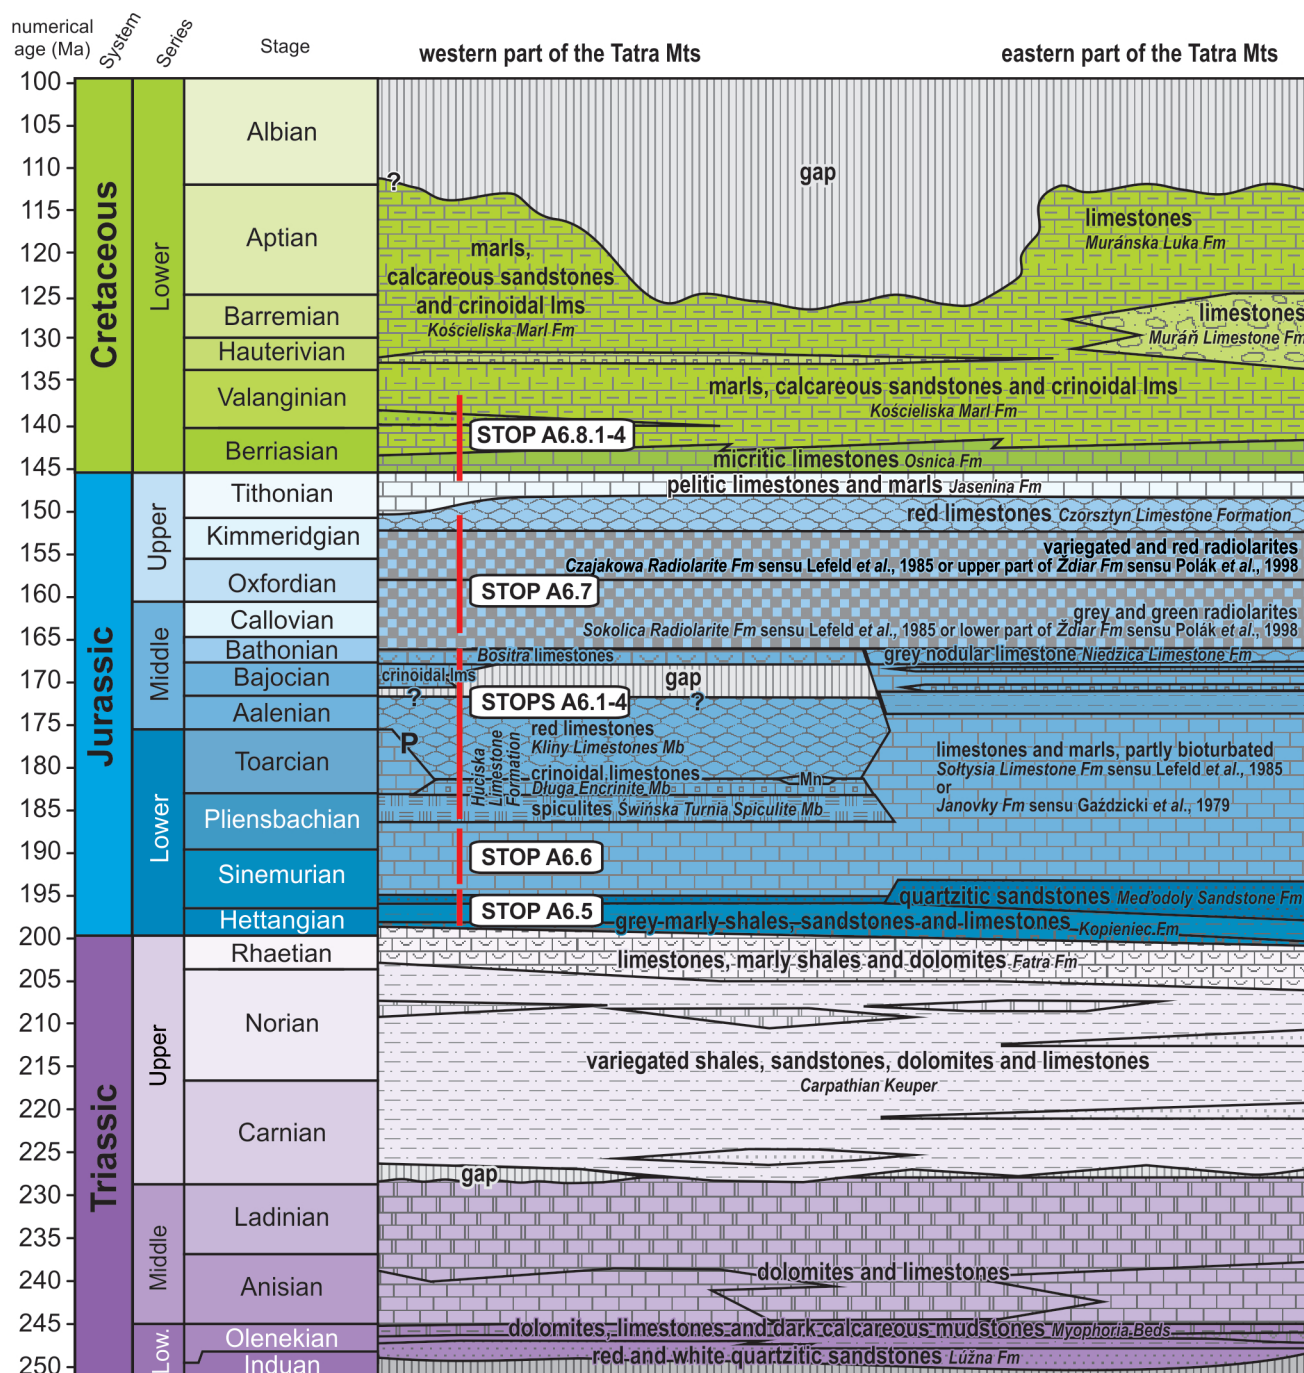 numerical
age (Ma)
System
Series
Stage
western part of the Tatra Mts
eastern part of the Tatra Mts
100
105
110
115
120
125
130
135
140
145
150
155
160
165
170
175
180
185
190
195
200
205
210
215
220
225
230
235
240
245
250
Cretaceous
Jurassic
Triassic
Lower
Upper
Middle
Lower
Upper
Middle
Low.
Albian
Aptian
Barremian
Hauterivian
Valanginian
Berriasian
Tithonian
Kimmeridgian
Oxfordian
Callovian
Bathonian
Bajocian
Aalenian
Toarcian
Pliensbachian
Sinemurian
Hettangian
Rhaetian
Norian
Carnian
Ladinian
Anisian
Olenekian
Induan
gap
?
limestones
Muránska Luka Fm
marls,
calcareous sandstones
and crinoidal lms
Kościeliska Marl Fm
limestones
Muráň Limestone Fm
marls, calcareous sandstones and crinoidal lms
Kościeliska Marl Fm
STOP A6.8.1-4
micritic limestones Osnica Fm
pelitic limestones and marls Jasenina Fm
red limestones Czorsztyn Limestone Formation
variegated and red radiolarites
Czajakowa Radiolarite Fm sensu Lefeld et al., 1985 or upper part of Ždiar Fm sensu Polák et al., 1998
STOP A6.7
grey and green radiolarites
Sokolica Radiolarite Fm sensu Lefeld et al., 1985 or lower part of Ždiar Fm sensu Polák et al., 1998
Bositra limestones
grey nodular limestone Niedzica Limestone Fm
crinoidal lms
gap
?
STOPS A6.1-4
?
P
red limestones
Kliny Limestones Mb
Huciska
Limestone
Formation
crinoidal limestones
Mn
Długa Encrinite Mb
spiculites Świńska Turnia Spiculite Mb
limestones and marls, partly bioturbated
Sołtysia Limestone Fm sensu Lefeld et al., 1985
or
Janovky Fm sensu Gaździcki et al., 1979
STOP A6.6
quartzitic sandstones Med'odoly Sandstone Fm
STOP A6.5
grey marly shales, sandstones and limestones Kopieniec Fm
limestones, marly shales and dolomites Fatra Fm
variegated shales, sandstones, dolomites and limestones
Carpathian Keuper
gap
dolomites and limestones
dolomites, limestones and dark calcareous mudstones Myophoria Beds
red and white quartzitic sandstones Lúžna Fm